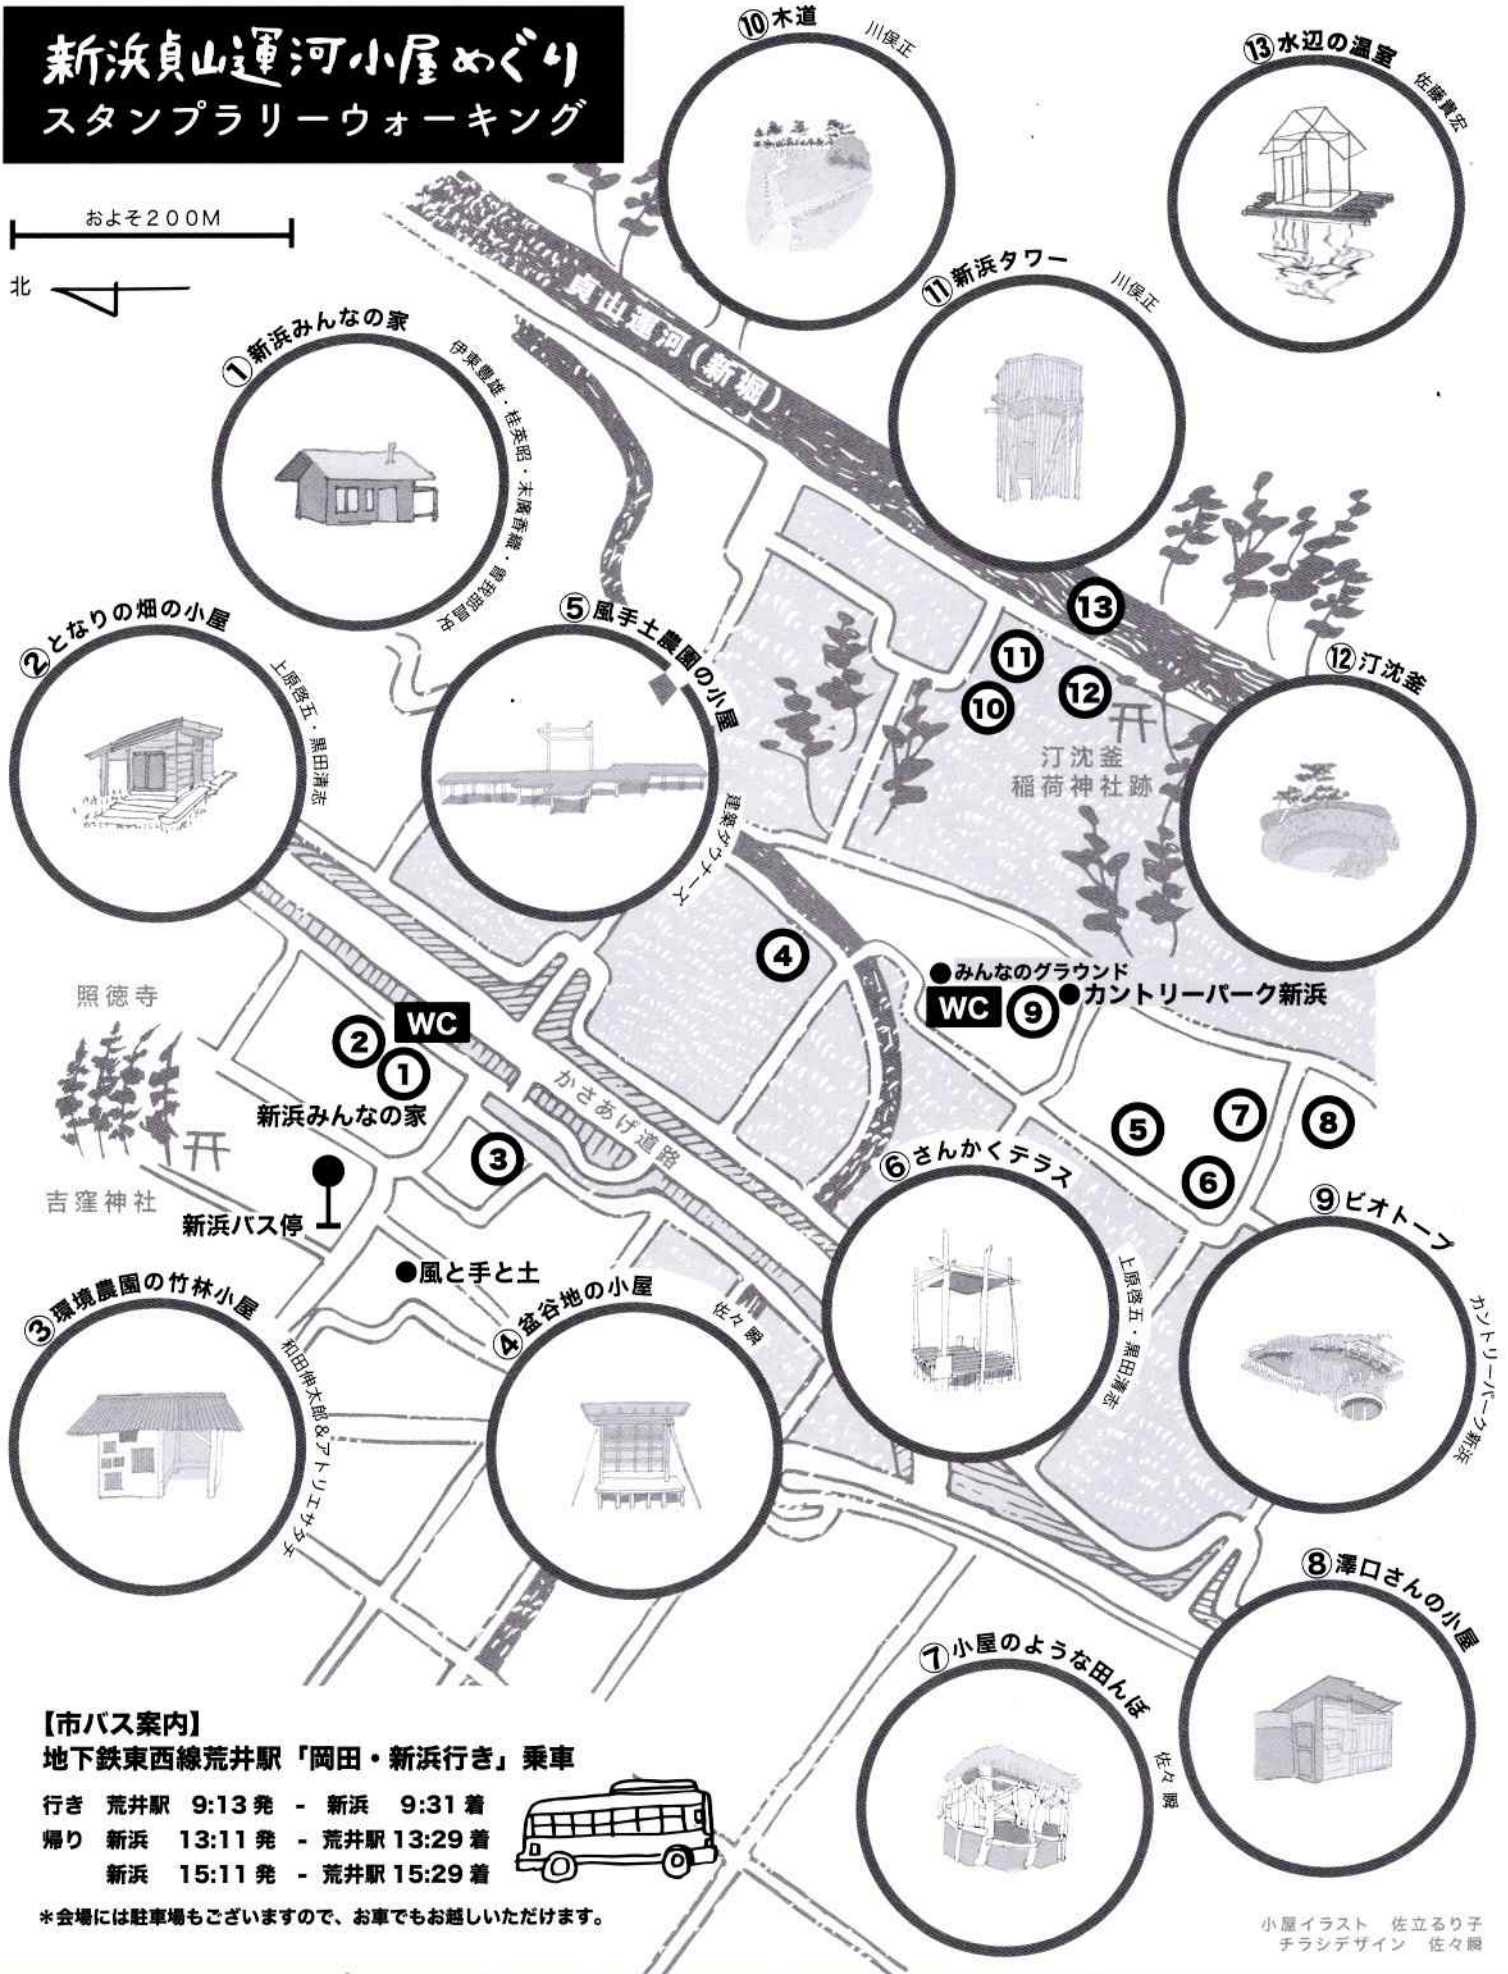 新浜貞山運河小屋めぐり
スタンプラリーウォーキング
およそ200M
北
貞山運河(新堀)
①新浜みんなの家
伊東豊雄・桂英昭・末廣香織・曽我部昌史
②となりの畑の小屋
上原啓五・黒田清志
⑤風手土農園の小屋
建築ダウナーズ
⑩木道
川俣正
⑪新浜タワー
川俣正
⑬水辺の温室
佐藤貴宏
⑫汀沈釜
13
11
10
12
汀沈釜
稲荷神社跡
4
●みんなのグラウンド
WC
9
●カントリーパーク新浜
照徳寺
WC
2
1
新浜みんなの家
3
かさあげ道路
5
7
8
6
吉窪神社
新浜バス停
●風と手と土
③環境農園の竹林小屋
和田伸太郎&アトリエサタチ
④盆谷地の小屋
佐々瞬
⑥さんかくテラス
上原啓五・黒田清志
⑨ビオトープ
カントリーパーク新浜
⑦小屋のような田んぼ
佐々瞬
⑧澤口さんの小屋
【市バス案内】
地下鉄東西線荒井駅「岡田・新浜行き」乗車
行き 荒井駅 9:13発 - 新浜 9:31着
帰り 新浜 13:11発 - 荒井駅13:29着
新浜 15:11発 - 荒井駅15:29着
*会場には駐車場もございますので、お車でもお越しいただけます。
小屋イラスト 佐立るり子
チラシデザイン 佐々瞬